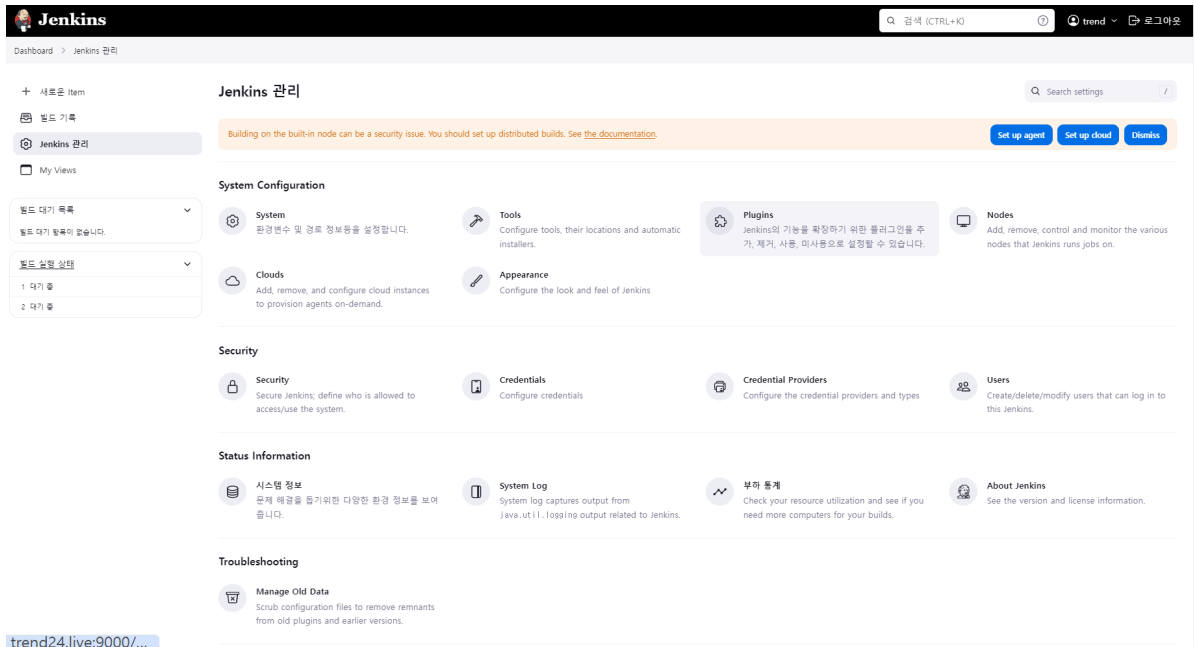 Jenkins
검색 (CTRL+K)
trend
로그아웃
Dashboard > Jenkins 관리
새로운 Item
빌드 기록
Jenkins 관리
My Views
빌드 대기 목록
빌드 대기 항목이 없습니다.
빌드 실행 상태
1 대기 중
2 대기 중
Jenkins 관리
Search settings
/
Building on the built-in node can be a security issue. You should set up distributed builds. See the documentation.
Set up agent
Set up cloud
Dismiss
System Configuration
System
환경변수 및 경로 정보등을 설정합니다.
Tools
Configure tools, their locations and automatic
installers.
Plugins
Jenkins의 기능을 확장하기 위한 플러그인을 추
가, 제거, 사용, 미사용으로 설정할 수 있습니다.
Nodes
Add, remove, control and monitor the various
nodes that Jenkins runs jobs on.
Clouds
Add, remove, and configure cloud instances
to provision agents on-demand.
Appearance
Configure the look and feel of Jenkins
Security
Security
Secure Jenkins; define who is allowed to
access/use the system.
Credentials
Configure credentials
Credential Providers
Configure the credential providers and types
Users
Create/delete/modify users that can log in to
this Jenkins.
Status Information
시스템 정보
문제 해결을 돕기위한 다양한 환경 정보를 보여
줍니다.
System Log
System log captures output from
java.util.logging output related to Jenkins.
부하 통계
Check your resource utilization and see if you
need more computers for your builds.
About Jenkins
See the version and license information.
Troubleshooting
Manage Old Data
Scrub configuration files to remove remnants
from old plugins and earlier versions.
trend24.live:9000/...